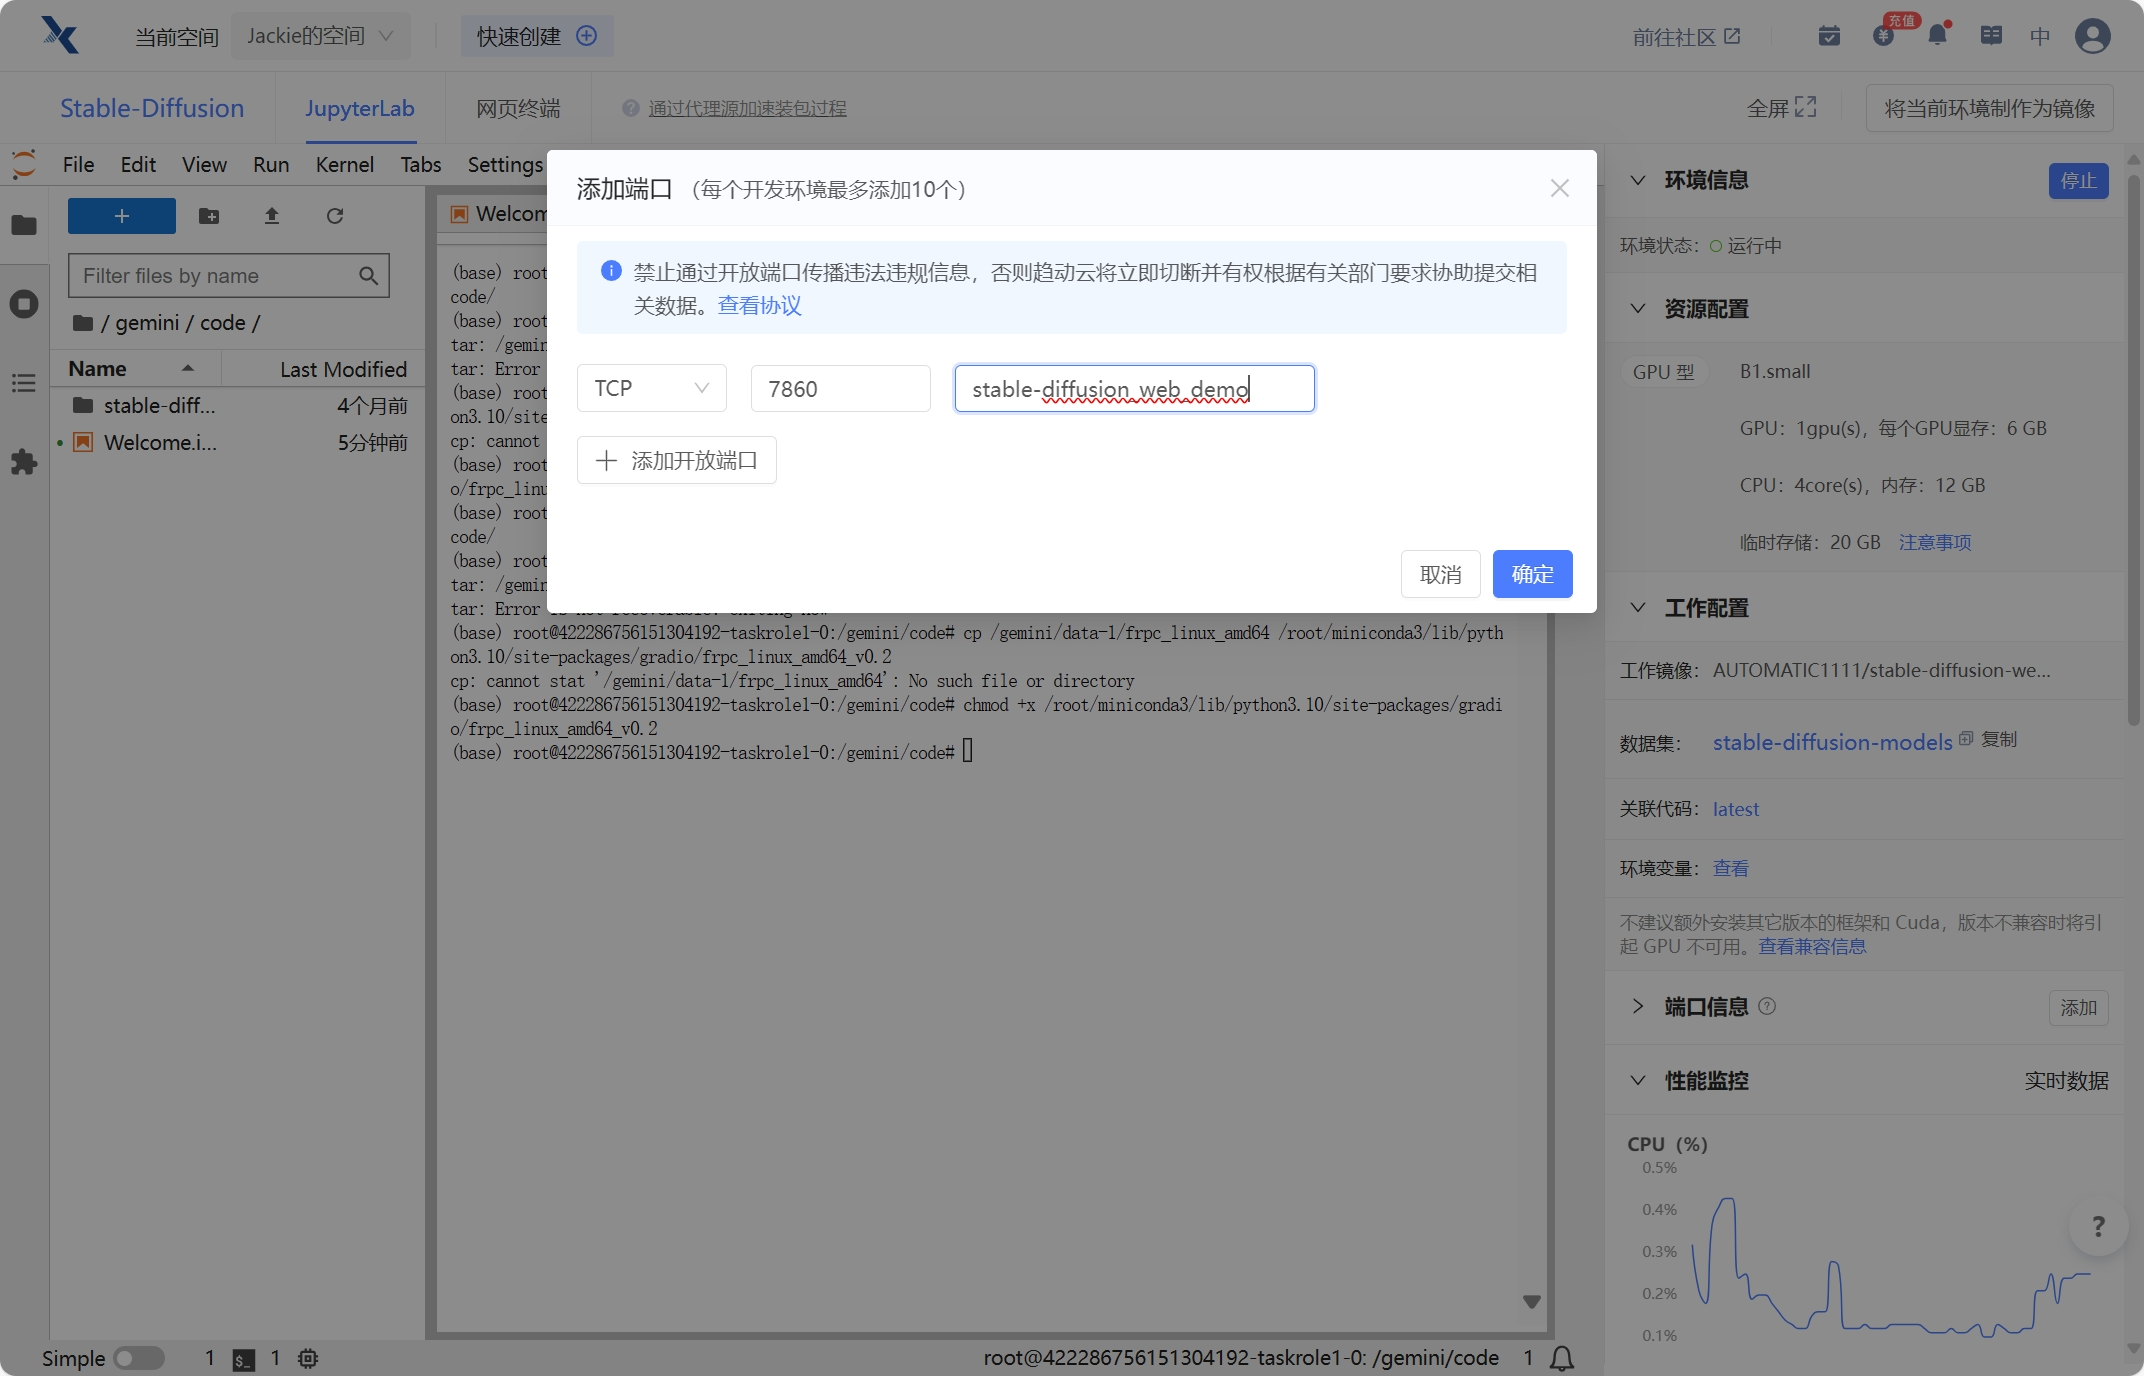 当前空间 Jackie的空间 快速创建 前往社区 充值 中
Stable-Diffusion JupyterLab 网页终端 通过代理源加速装包过程 全屏 将当前环境制作为镜像
File Edit View Run Kernel Tabs Settings
+
Filter files by name
/ gemini / code /
Name Last Modified
stable-diff... 4个月前
Welcome.i... 5分钟前
Welcom
(base) root
code/
(base) root
tar: /gemin
tar: Error
(base) root
on3.10/site
cp: cannot
(base) root
o/frpc_linu
(base) root
code/
(base) root
tar: /gemin
tar: Error is not recoverable: exiting now
(base) root@422286756151304192-taskrole1-0:/gemini/code# cp /gemini/data-1/frpc_linux_amd64 /root/miniconda3/lib/pyth
on3.10/site-packages/gradio/frpc_linux_amd64_v0.2
cp: cannot stat '/gemini/data-1/frpc_linux_amd64': No such file or directory
(base) root@422286756151304192-taskrole1-0:/gemini/code# chmod +x /root/miniconda3/lib/python3.10/site-packages/gradi
o/frpc_linux_amd64_v0.2
(base) root@422286756151304192-taskrole1-0:/gemini/code#
添加端口 （每个开发环境最多添加10个）
禁止通过开放端口传播违法违规信息，否则趋动云将立即切断并有权根据有关部门要求协助提交相
关数据。查看协议
TCP 7860 stable-diffusion_web_demo
添加开放端口
取消 确定
环境信息 停止
环境状态： 运行中
资源配置
GPU 型 B1.small
GPU：1gpu(s)，每个GPU显存：6 GB
CPU：4core(s)，内存：12 GB
临时存储：20 GB 注意事项
工作配置
工作镜像： AUTOMATIC1111/stable-diffusion-we...
数据集： stable-diffusion-models 复制
关联代码： latest
环境变量： 查看
不建议额外安装其它版本的框架和 Cuda，版本不兼容时将引
起 GPU 不可用。查看兼容信息
端口信息 ? 添加
性能监控 实时数据
CPU（%）
0.5%
0.4%
0.3%
0.2%
0.1%
?
Simple 1 $_ 1 root@422286756151304192-taskrole1-0: /gemini/code 1